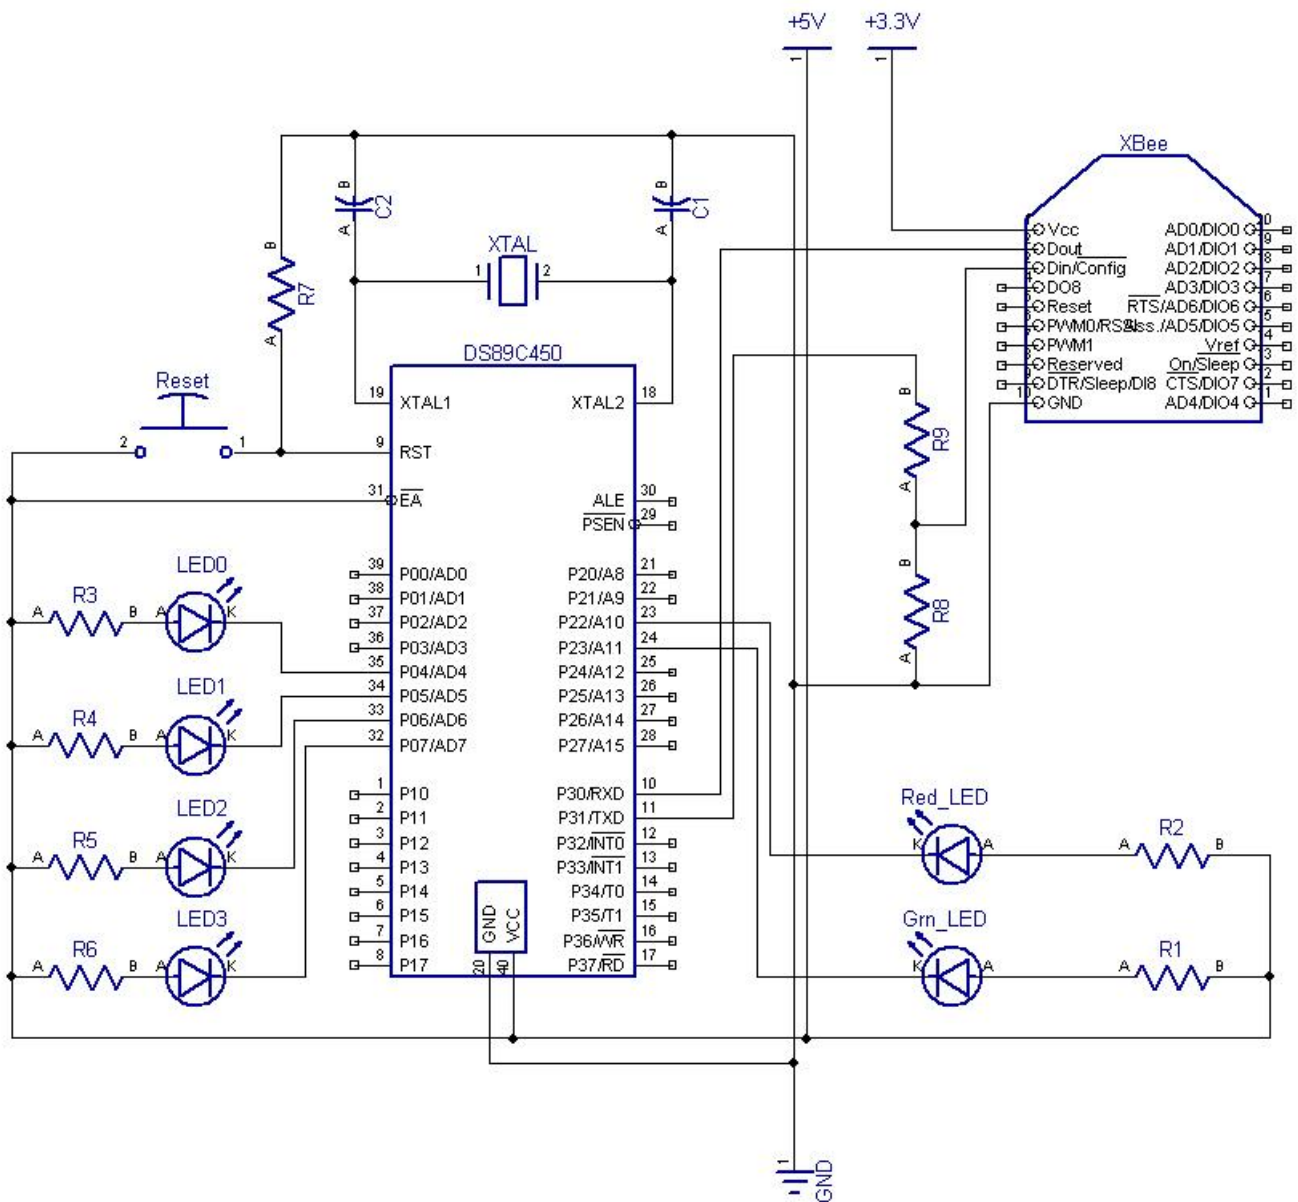 +5V +3.3V
1 1
XBee
B B
C2 C1
A A
XTAL
1 2
B
R7
A
Vcc AD0/DIO0
Dout AD1/DIO1 9
Din/Config AD2/DIO2 8
4 DO8 AD3/DIO3 7
Reset RTS/AD6/DIO6 6
PWM0/RSSI Ass./AD5/DIO5 5
PWM1 Vref 4
Reserved On/Sleep 3
9 DTR/Sleep/DI8 CTS/DIO7 2
10 GND AD4/DIO4 1
DS89C450
Reset
2 1
19 XTAL1 XTAL2 18
9 RST
31 EA ALE 30
PSEN 29
B
R9
A
B
R8
A
39 P00/AD0 P20/A8 21
38 P01/AD1 P21/A9 22
37 P02/AD2 P22/A10 23
36 P03/AD3 P23/A11 24
35 P04/AD4 P24/A12 25
34 P05/AD5 P25/A13 26
33 P06/AD6 P26/A14 27
32 P07/AD7 P27/A15 28
1 P10 P30/RXD 10
2 P11 P31/TXD 11
3 P12 P32/INT0 12
4 P13 P33/INT1 13
5 P14 P34/T0 14
6 P15 P35/T1 15
7 P16 P36/WR 16
8 P17 P37/RD 17
GND VCC
20 40
LED0
R3
A B A K
LED1
R4
A B A K
LED2
R5
A B A K
LED3
R6
A B A K
Red_LED
R2
K A A B
Grn_LED
R1
K A A B
1
GND